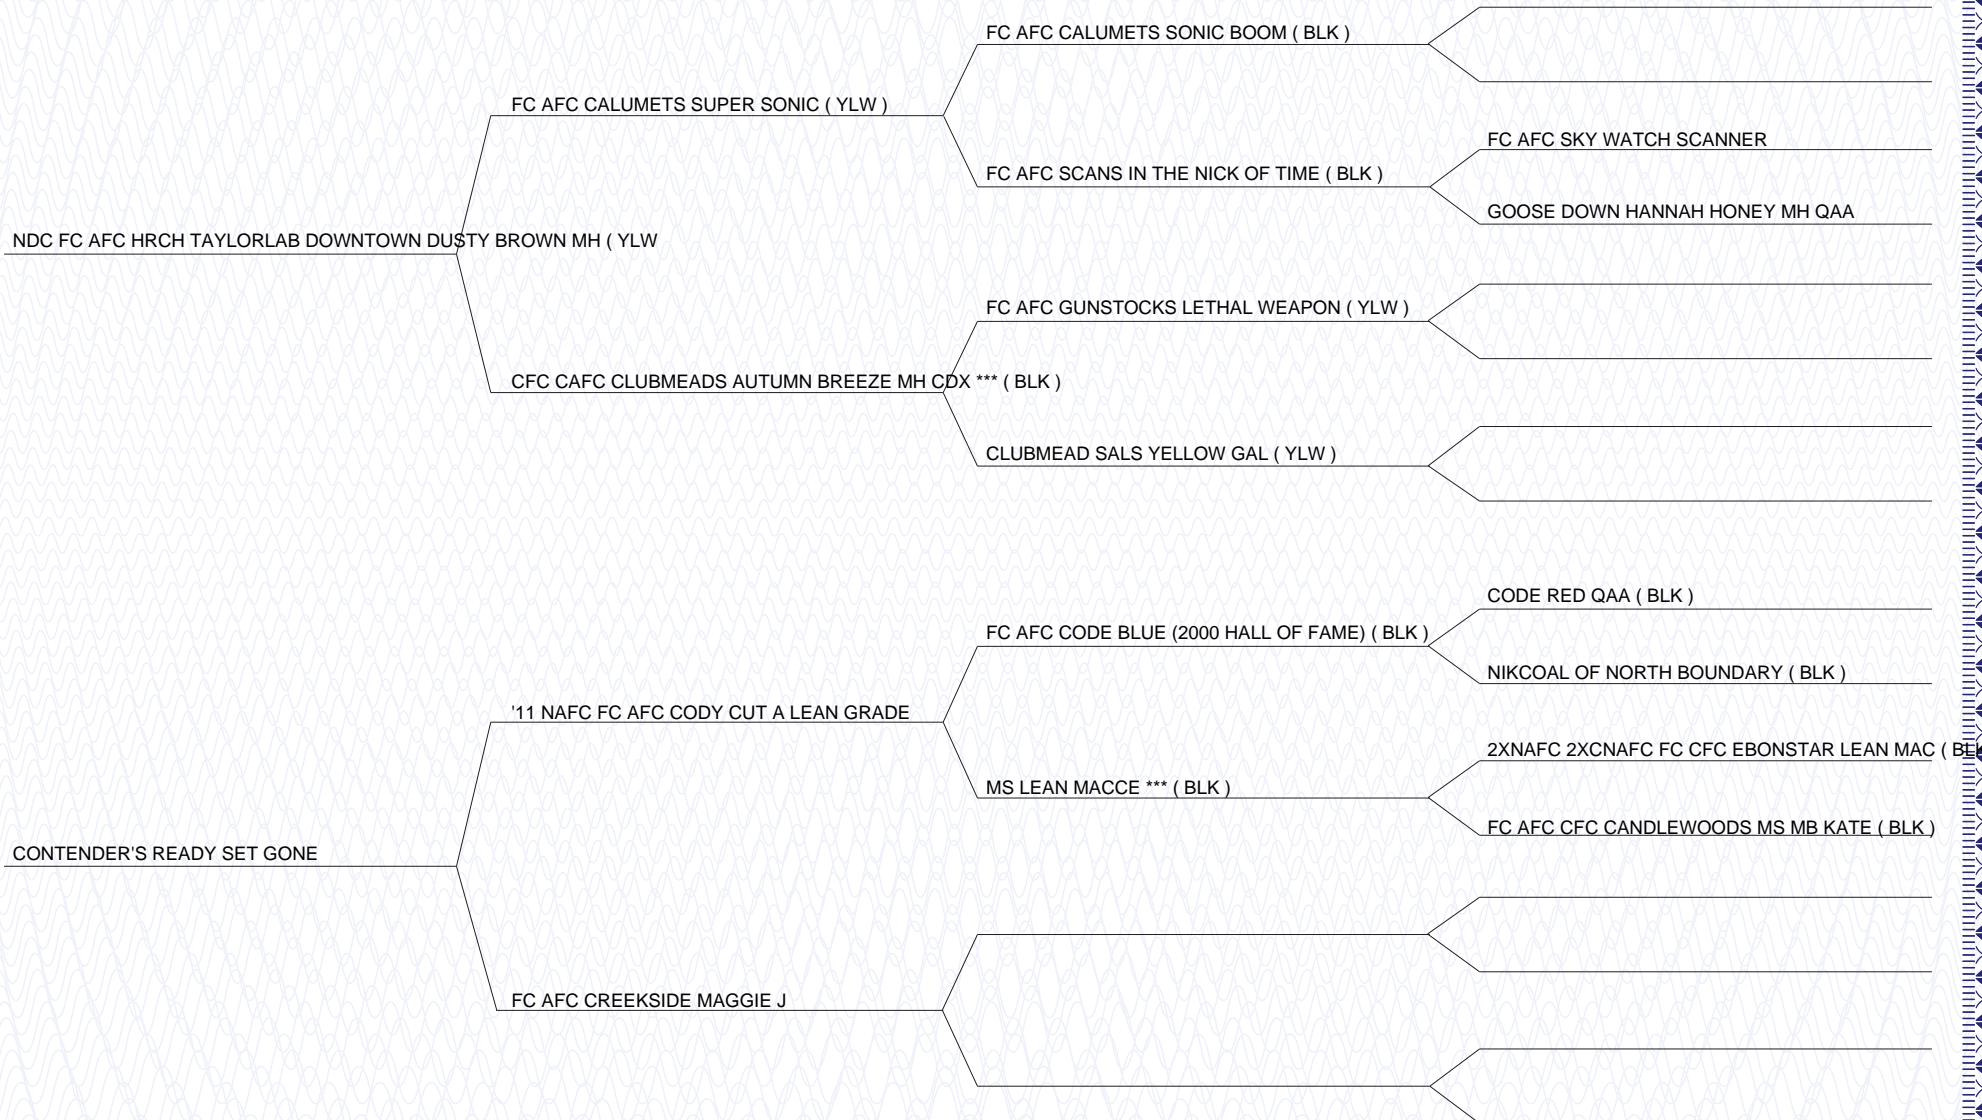 FC AFC CALUMETS SONIC BOOM ( BLK )
FC AFC CALUMETS SUPER SONIC ( YLW )
FC AFC SKY WATCH SCANNER
FC AFC SCANS IN THE NICK OF TIME ( BLK )
GOOSE DOWN HANNAH HONEY MH QAA
NDC FC AFC HRCH TAYLORLAB DOWNTOWN DUSTY BROWN MH ( YLW
FC AFC GUNSTOCKS LETHAL WEAPON ( YLW )
CFC CAFC CLUBMEADS AUTUMN BREEZE MH CDX *** ( BLK )
CLUBMEAD SALS YELLOW GAL ( YLW )
CODE RED QAA ( BLK )
FC AFC CODE BLUE (2000 HALL OF FAME) ( BLK )
NIKCOAL OF NORTH BOUNDARY ( BLK )
'11 NAFC FC AFC CODY CUT A LEAN GRADE
2XNAFC 2XCNAFC FC CFC EBONSTAR LEAN MAC ( BLK
MS LEAN MACCE *** ( BLK )
FC AFC CFC CANDLEWOODS MS MB KATE ( BLK )
CONTENDER'S READY SET GONE
FC AFC CREEKSIDE MAGGIE J